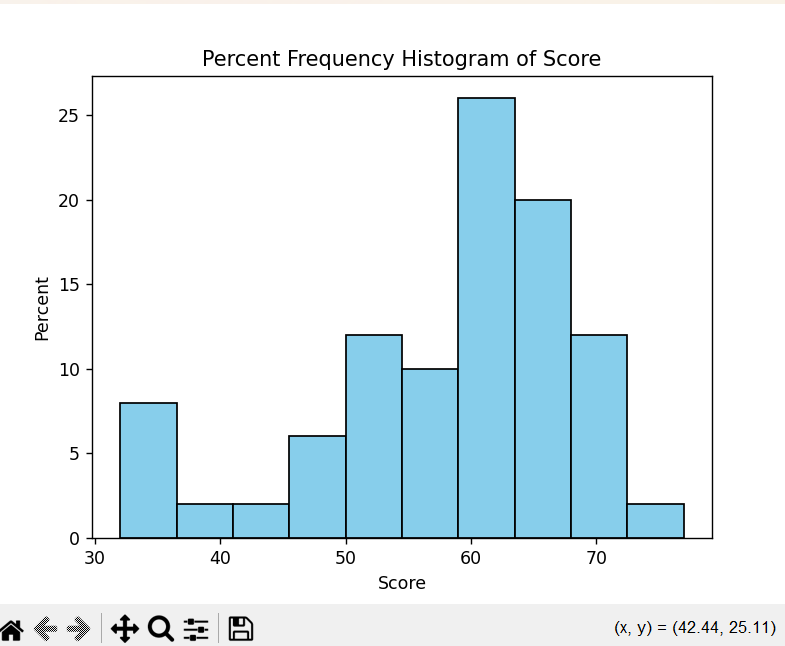 Percent Frequency Histogram of Score
25
20
15
10
5
0
Percent
30 40 50 60 70
Score
(x, y) = (42.44, 25.11)